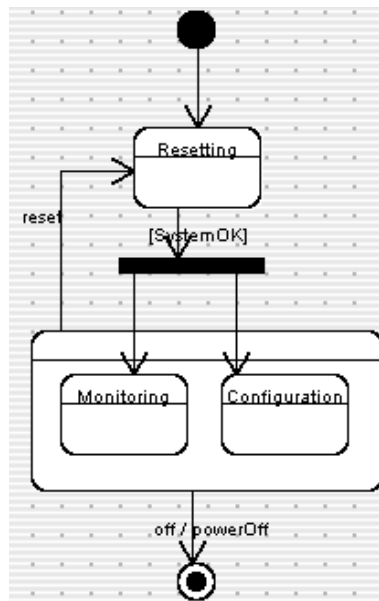 Resetting
reset
[SystemOK]
Monitoring
Configuration
off / powerOff